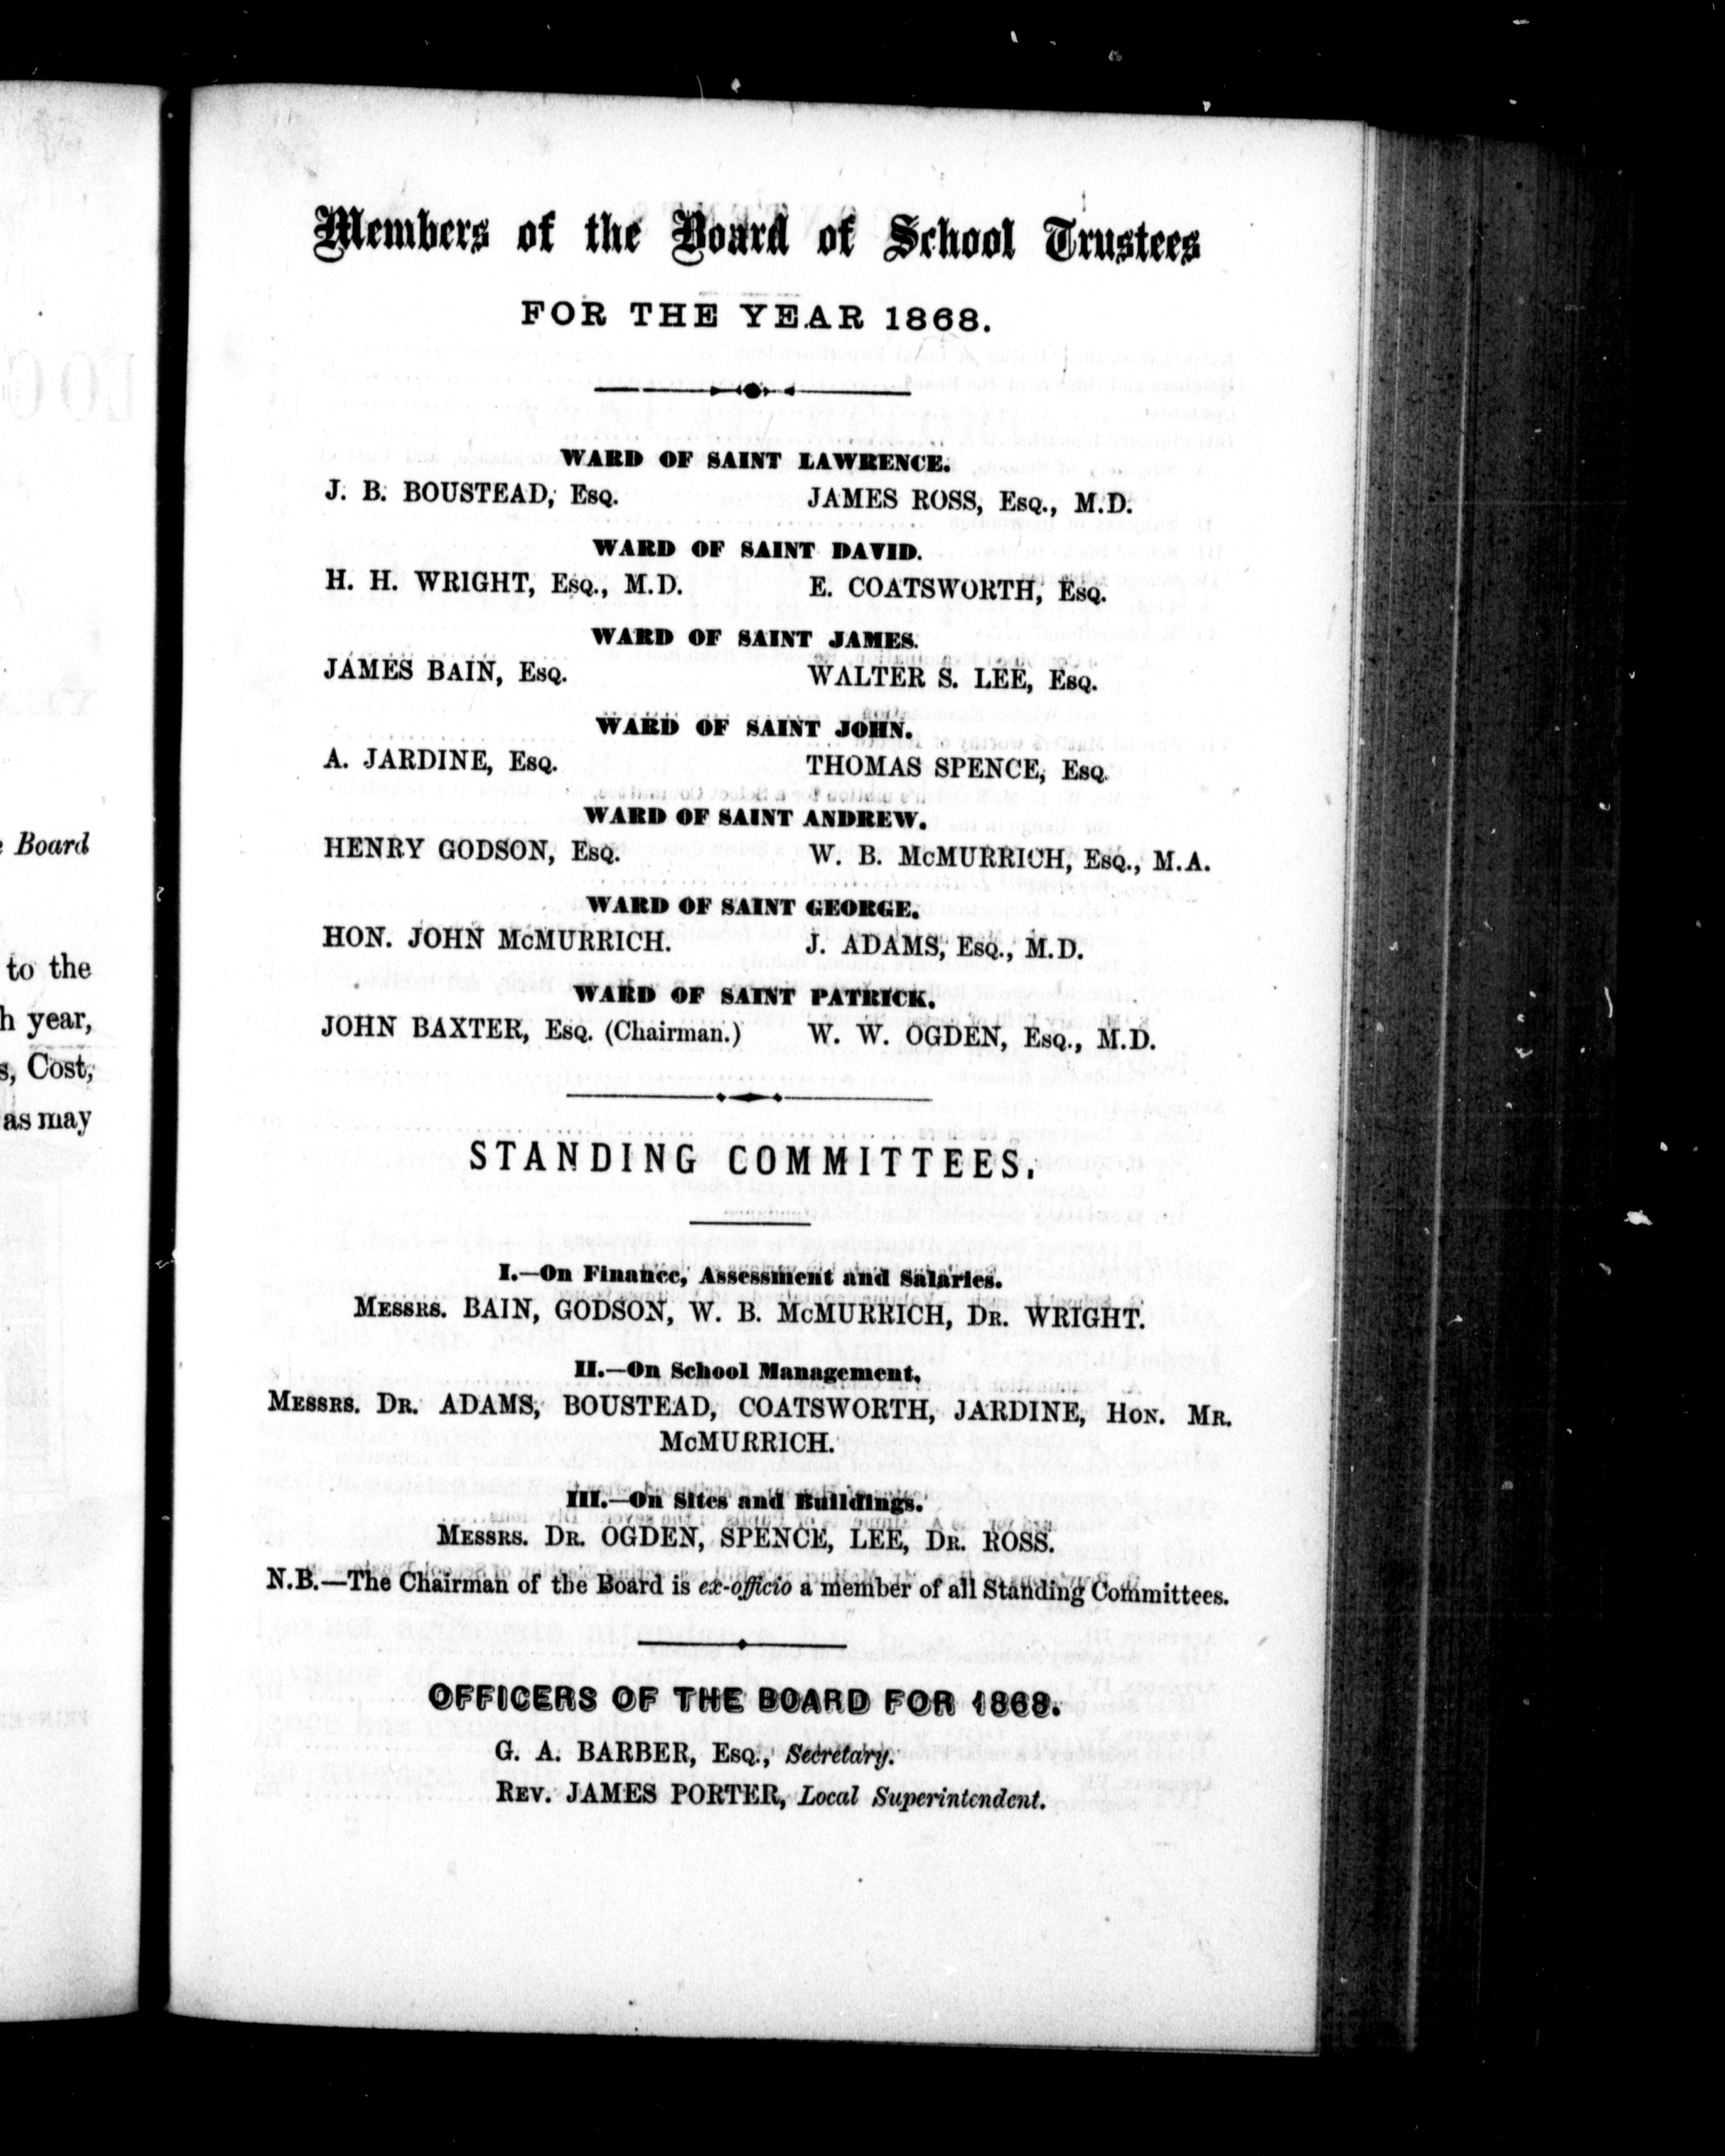 Board
to the
year,
Cost,
as may
Members of the Board of School Trustees
FOR THE YEAR 1868.
WARD OF SAINT LAWRENCE.
J. B. BOUSTEAD, Esq. JAMES ROSS, Esq., M.D.
WARD OF SAINT DAVID.
H. H. WRIGHT, Esq., M.D. E. COATSWORTH, Esq.
WARD OF SAINT JAMES.
JAMES BAIN, Esq. WALTER S. LEE, Esq.
WARD OF SAINT JOHN.
A. JARDINE, Esq. THOMAS SPENCE, Esq.
WARD OF SAINT ANDREW.
HENRY GODSON, Esq. W. B. McMURRICH, Esq., M.A.
WARD OF SAINT GEORGE.
HON. JOHN McMURRICH. J. ADAMS, Esq., M.D.
WARD OF SAINT PATRICK.
JOHN BAXTER, Esq. (Chairman.) W. W. OGDEN, Esq., M.D.
STANDING COMMITTEES.
I.—On Finance, Assessment and Salaries.
Messrs. BAIN, GODSON, W. B. McMURRICH, Dr. WRIGHT.
II.—On School Management.
Messrs. Dr. ADAMS, BOUSTEAD, COATSWORTH, JARDINE, Hon. Mr.
McMURRICH.
III.—On Sites and Buildings.
Messrs. Dr. OGDEN, SPENCE, LEE, Dr. ROSS.
N.B.—The Chairman of the Board is ex-officio a member of all Standing Committees.
OFFICERS OF THE BOARD FOR 1868.
G. A. BARBER, Esq., Secretary.
Rev. JAMES PORTER, Local Superintendent.